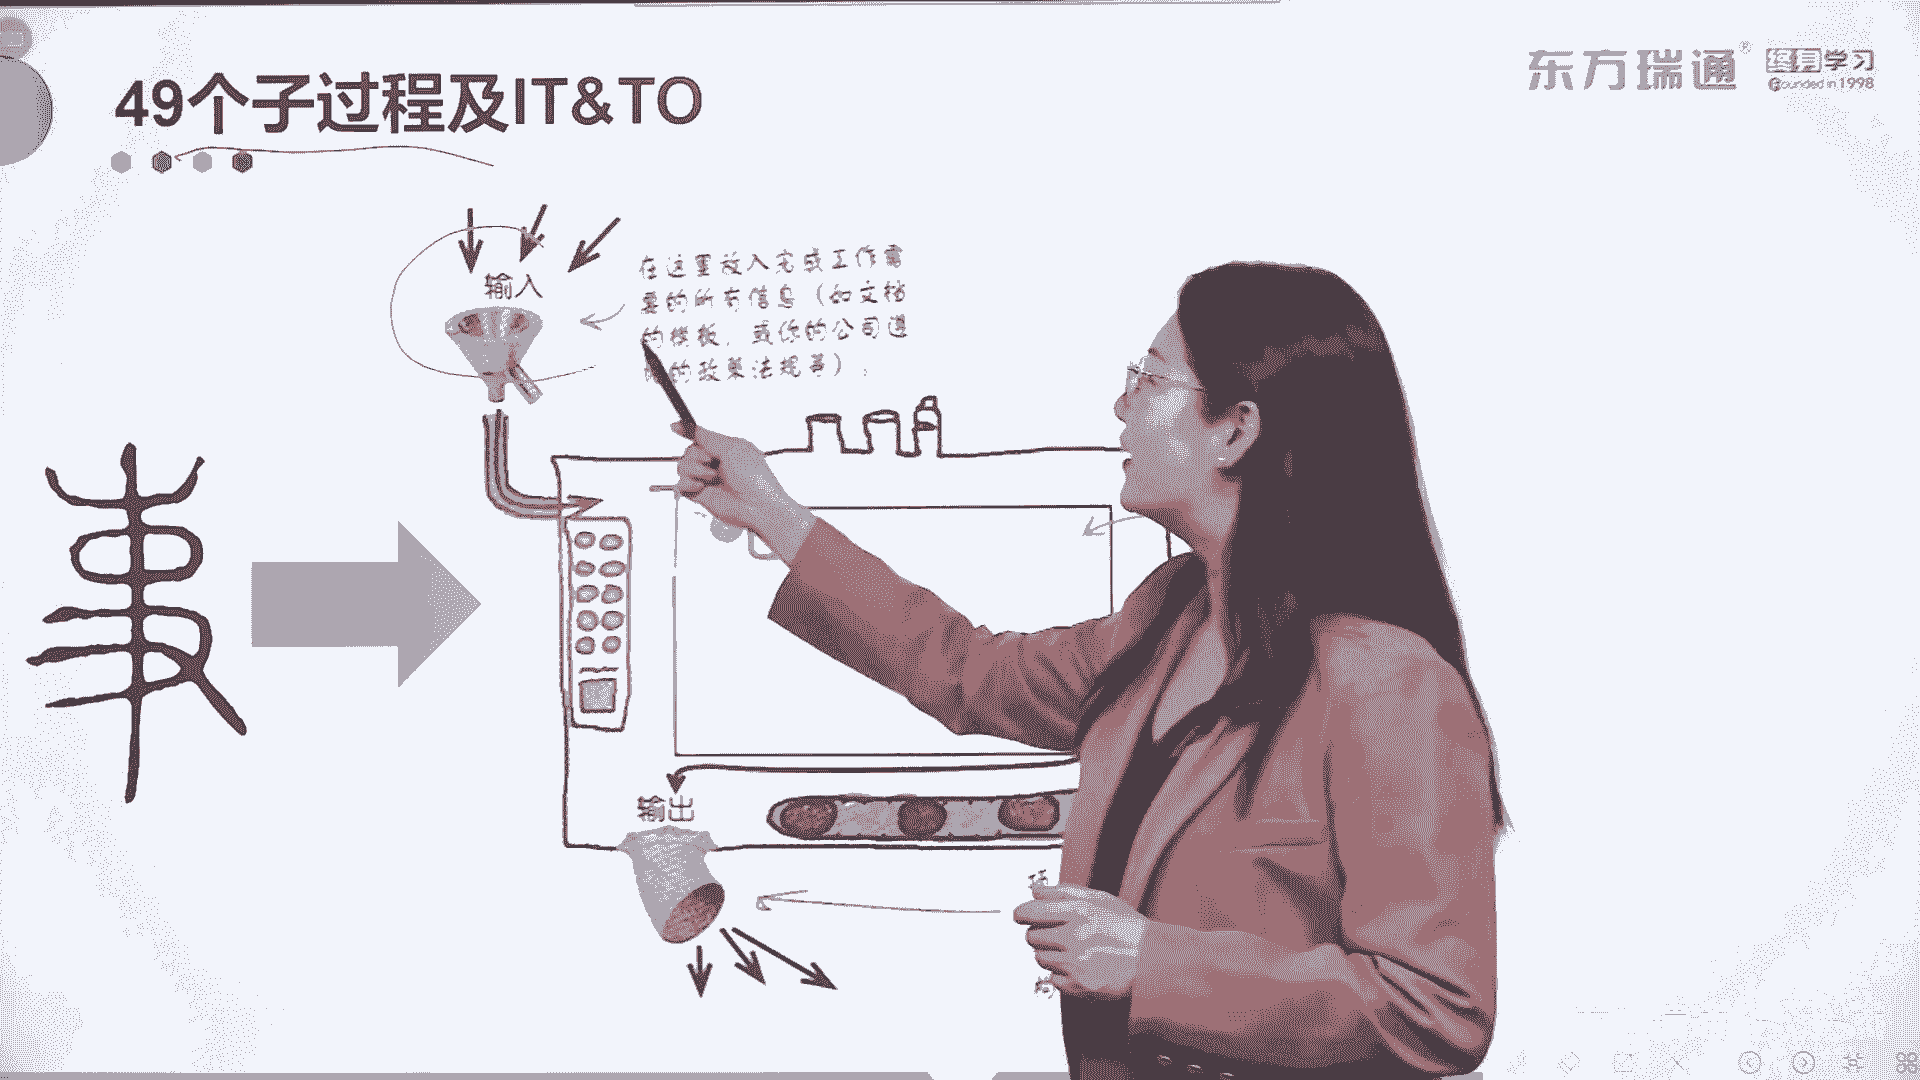 49个子过程及IT&TO
东方瑞通®
终身学习
Founded in 1998
输入
在这里放入完成工作需
要的所有信息（如文档
的模板，或你的公司遵
的政策法规等）。
事
输出